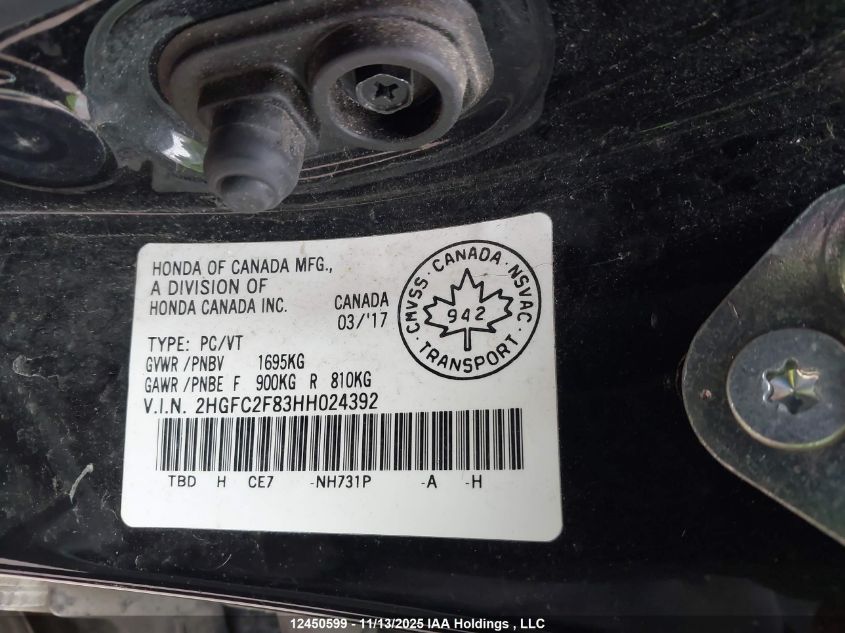 HONDA OF CANADA MFG.,
A DIVISION OF
HONDA CANADA INC.
CANADA
03/'17
CMVSS · CANADA · NSVAC ·
942
TRANSPORT
TYPE: PC/VT
GVWR /PNBV 1695KG
GAWR /PNBE F 900KG R 810KG
V.I.N. 2HGFC2F83HH024392
TBD H CE7 -NH731P -A -H
12450599 - 11/13/2025 IAA Holdings , LLC